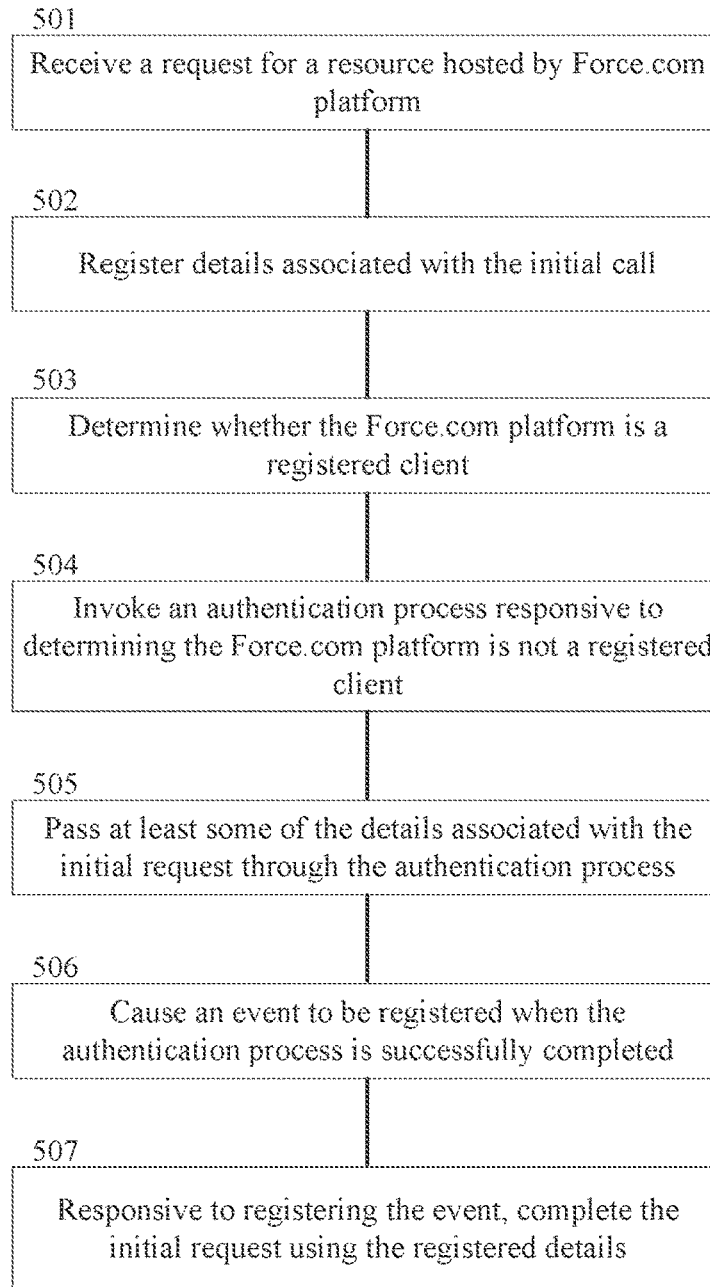 501
Receive a request for a resource hosted by Force.com
platform
502
Register details associated with the initial call
503
Determine whether the Force.com platform is a
registered client
504
Invoke an authentication process responsive to
determining the Force.com platform is not a registered
client
505
Pass at least some of the details associated with the
initial request through the authentication process
506
Cause an event to be registered when the
authentication process is successfully completed
507
Responsive to registering the event, complete the
initial request using the registered details